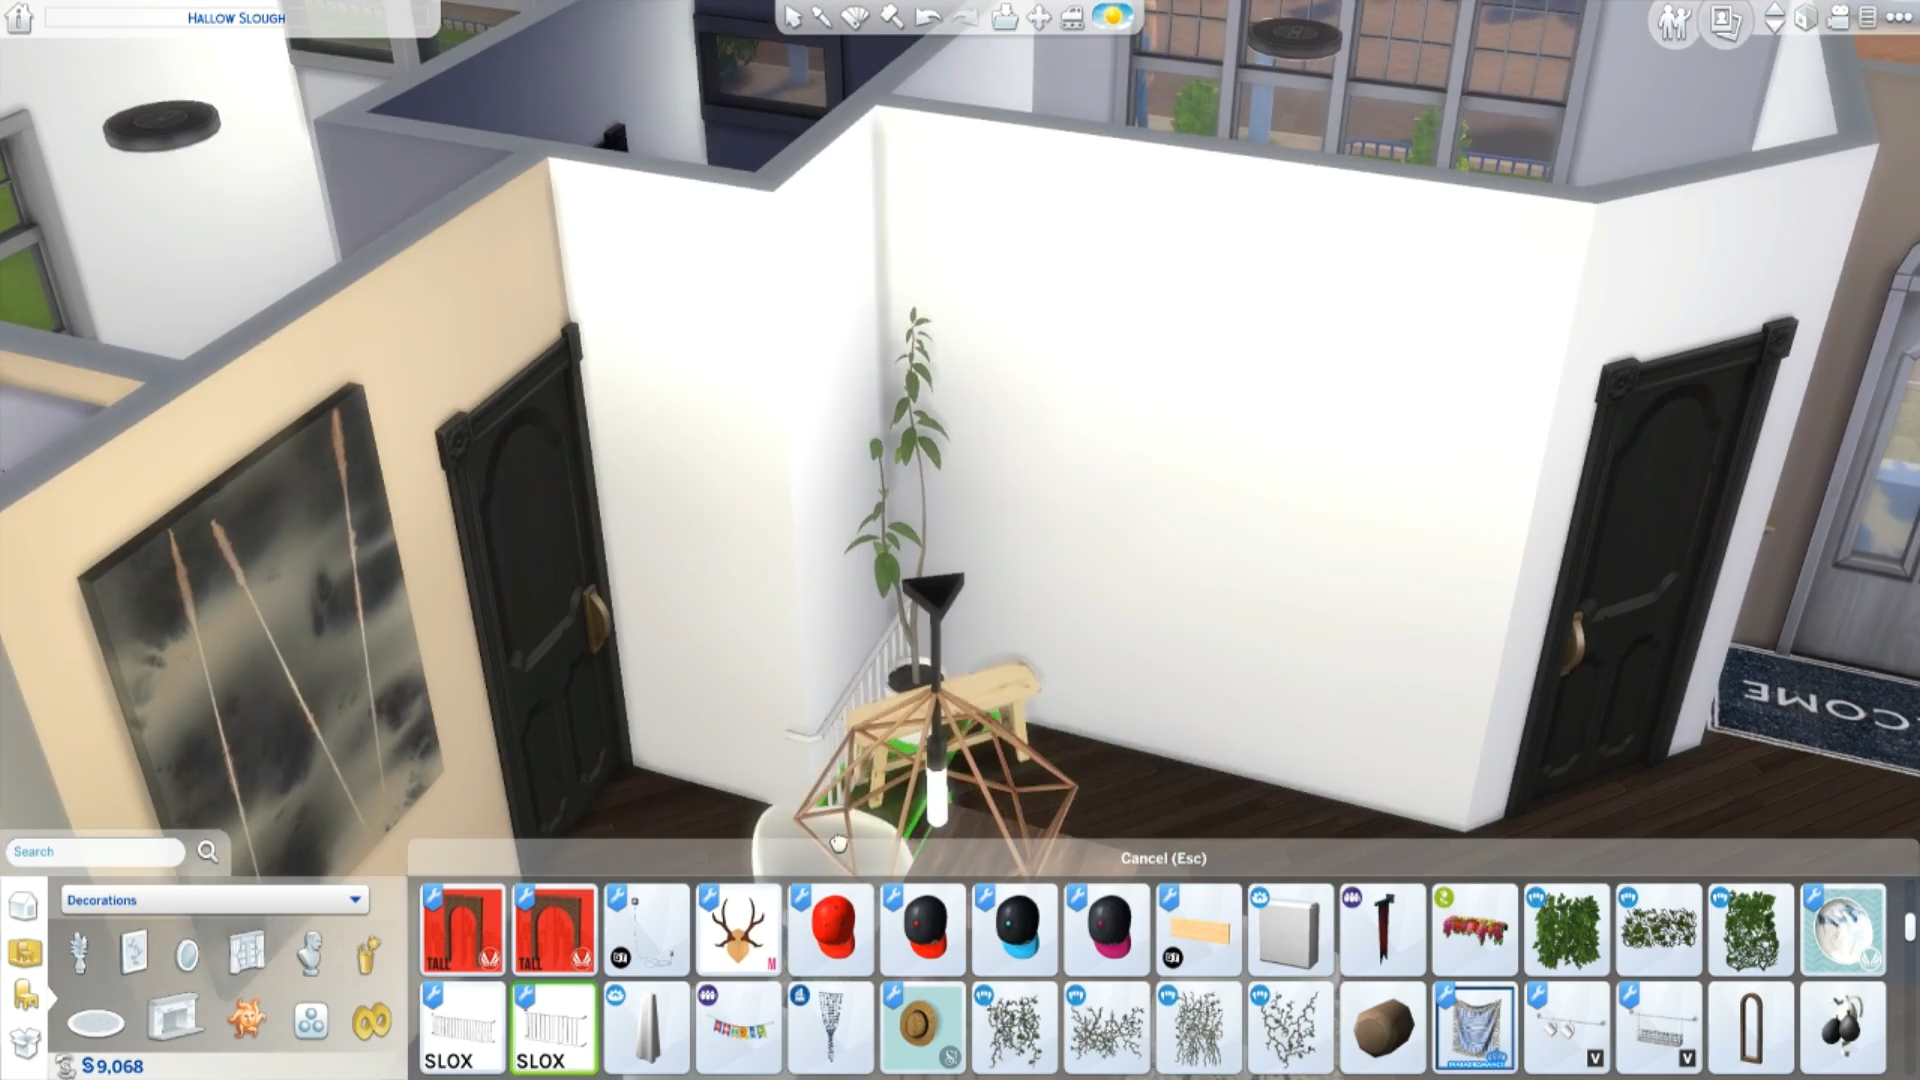 HALLOW SLOUGH
COME
Cancel (Esc)
Search
Decorations
TALL
TALL
M
SLOX
SLOX
V
V
§9,068